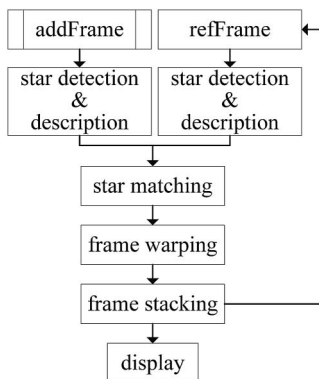 addFrame
refFrame
star detection
&
description
star detection
&
description
star matching
frame warping
frame stacking
display